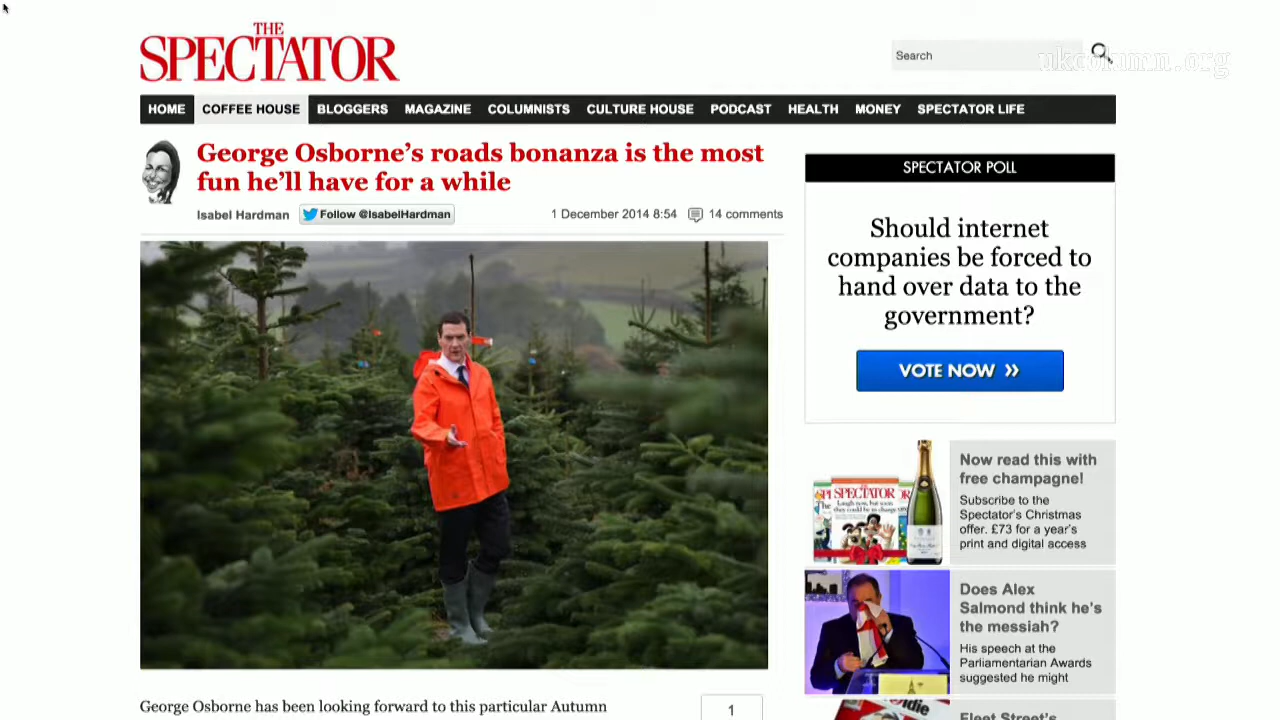 THE
SPECTATOR
Search
ukcolumn.org
HOME COFFEE HOUSE BLOGGERS MAGAZINE COLUMNISTS CULTURE HOUSE PODCAST HEALTH MONEY SPECTATOR LIFE
George Osborne's roads bonanza is the most
fun he'll have for a while
Isabel Hardman Follow @IsabelHardman 1 December 2014 8:54 14 comments
SPECTATOR POLL
Should internet
companies be forced to
hand over data to the
government?
VOTE NOW »
Now read this with
free champagne!
Subscribe to the
Spectator's Christmas
offer. £73 for a year's
print and digital access
SPECTATOR
Does Alex
Salmond think he's
the messiah?
His speech at the
Parliamentarian Awards
suggested he might
George Osborne has been looking forward to this particular Autumn
1
Fleet Street's